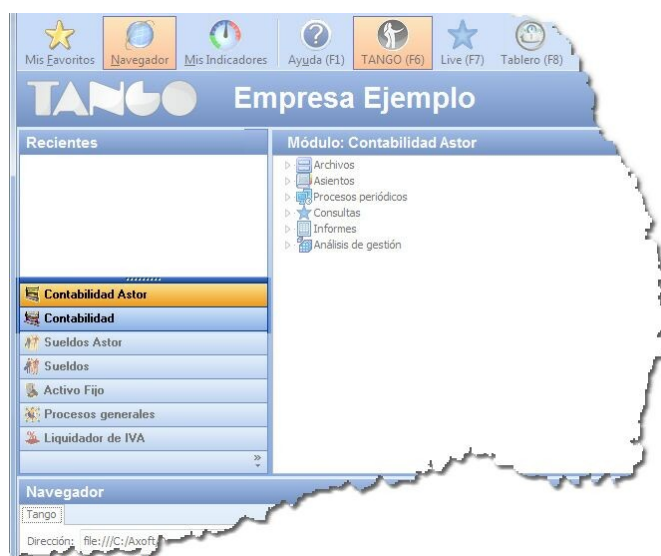 Mis Favoritos
Navegador
Mis Indicadores
Ayuda (F1)
TANGO (F6)
Live (F7)
Tablero (F8)
TANGO Empresa Ejemplo
Recientes
Módulo: Contabilidad Astor
Archivos
Asientos
Procesos periódicos
Consultas
Informes
Análisis de gestión
Contabilidad Astor
Contabilidad
Sueldos Astor
Sueldos
Activo Fijo
Procesos generales
Liquidador de IVA
Navegador
Tango
Dirección: file:///C:/Axoft